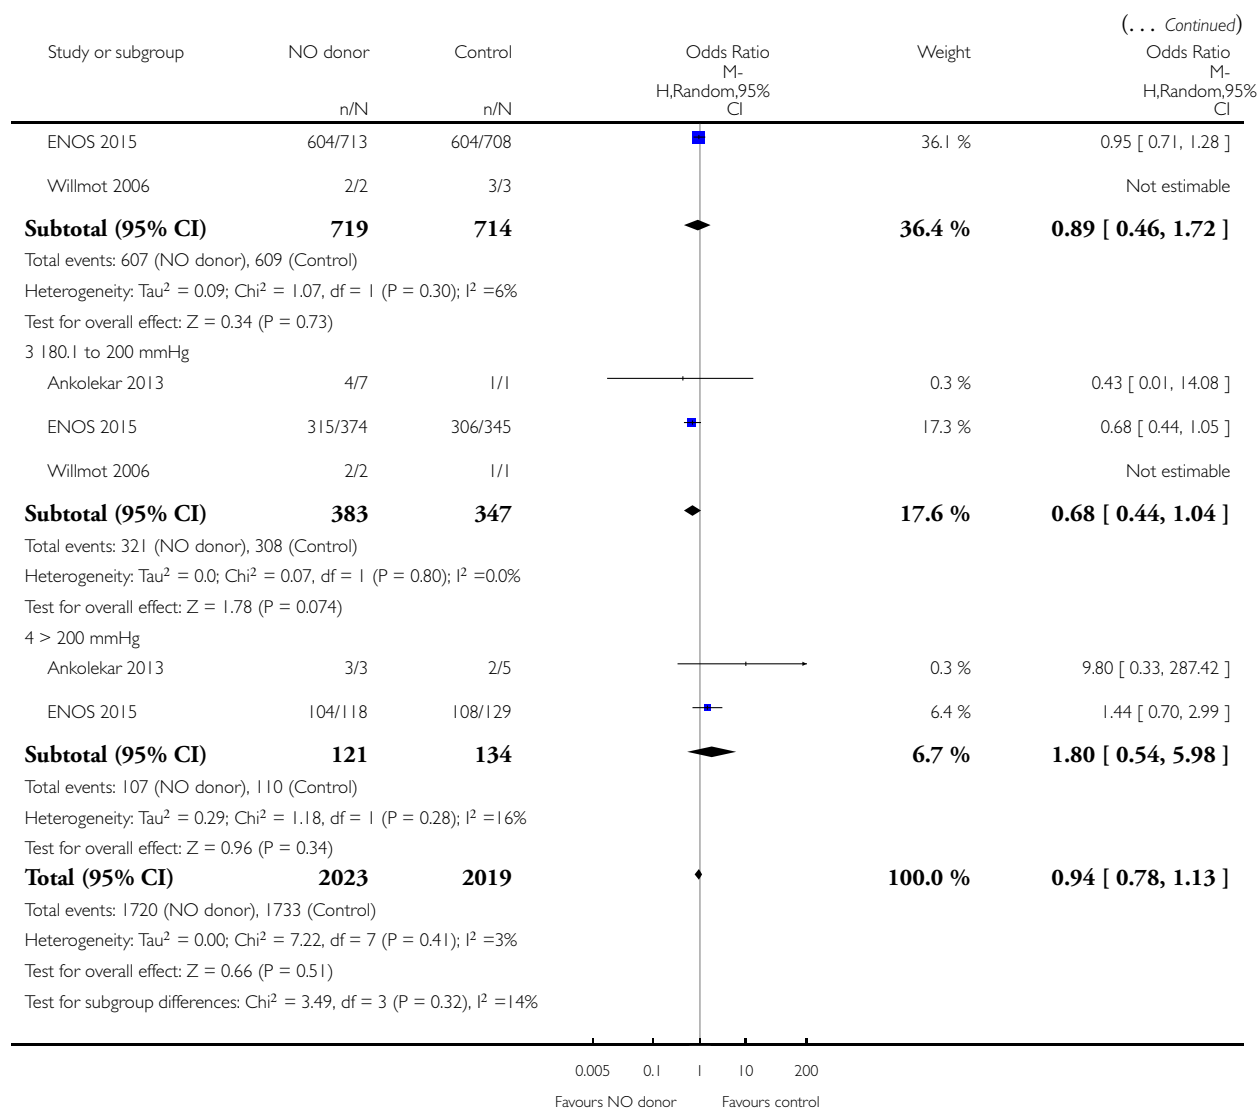 (... Continued)
Study or subgroup NO donor Control Odds Ratio Weight Odds Ratio
M- M-
H,Random,95% H,Random,95%
n/N n/N CI CI
ENOS 2015 604/713 604/708 36.1 % 0.95 [ 0.71, 1.28 ]
Willmot 2006 2/2 3/3 Not estimable
Subtotal (95% CI) 719 714 36.4 % 0.89 [ 0.46, 1.72 ]
Total events: 607 (NO donor), 609 (Control)
Heterogeneity: Tau² = 0.09; Chi² = 1.07, df = 1 (P = 0.30); I² =6%
Test for overall effect: Z = 0.34 (P = 0.73)
3 180.1 to 200 mmHg
Ankolekar 2013 4/7 1/1 0.3 % 0.43 [ 0.01, 14.08 ]
ENOS 2015 315/374 306/345 17.3 % 0.68 [ 0.44, 1.05 ]
Willmot 2006 2/2 1/1 Not estimable
Subtotal (95% CI) 383 347 17.6 % 0.68 [ 0.44, 1.04 ]
Total events: 321 (NO donor), 308 (Control)
Heterogeneity: Tau² = 0.0; Chi² = 0.07, df = 1 (P = 0.80); I² =0.0%
Test for overall effect: Z = 1.78 (P = 0.074)
4 > 200 mmHg
Ankolekar 2013 3/3 2/5 0.3 % 9.80 [ 0.33, 287.42 ]
ENOS 2015 104/118 108/129 6.4 % 1.44 [ 0.70, 2.99 ]
Subtotal (95% CI) 121 134 6.7 % 1.80 [ 0.54, 5.98 ]
Total events: 107 (NO donor), 110 (Control)
Heterogeneity: Tau² = 0.29; Chi² = 1.18, df = 1 (P = 0.28); I² =16%
Test for overall effect: Z = 0.96 (P = 0.34)
Total (95% CI) 2023 2019 100.0 % 0.94 [ 0.78, 1.13 ]
Total events: 1720 (NO donor), 1733 (Control)
Heterogeneity: Tau² = 0.00; Chi² = 7.22, df = 7 (P = 0.41); I² =3%
Test for overall effect: Z = 0.66 (P = 0.51)
Test for subgroup differences: Chi² = 3.49, df = 3 (P = 0.32), I² =14%
0.005 0.1 1 10 200
Favours NO donor Favours control